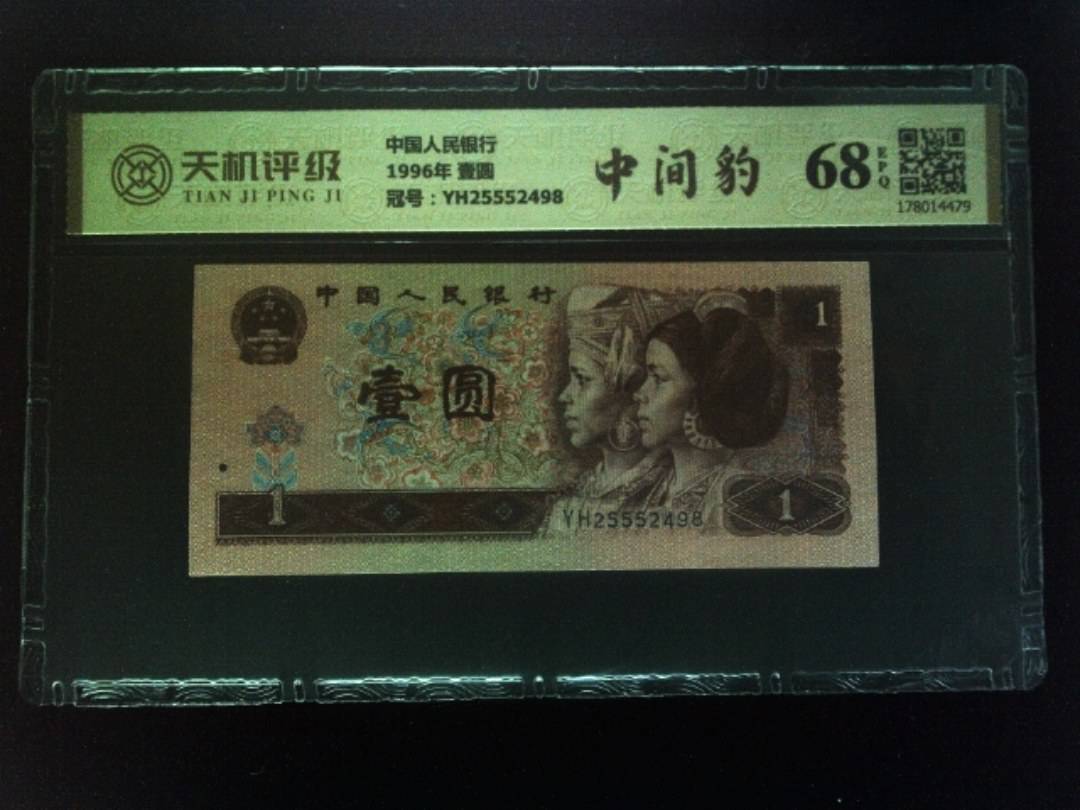 天机评级
TIAN JI PING JI
中国人民银行
1996年 壹圆
冠号：YH25552498
中间豹
68
EPQ
178014479
中国人民银行
1
壹圆
1
YH25552498
1